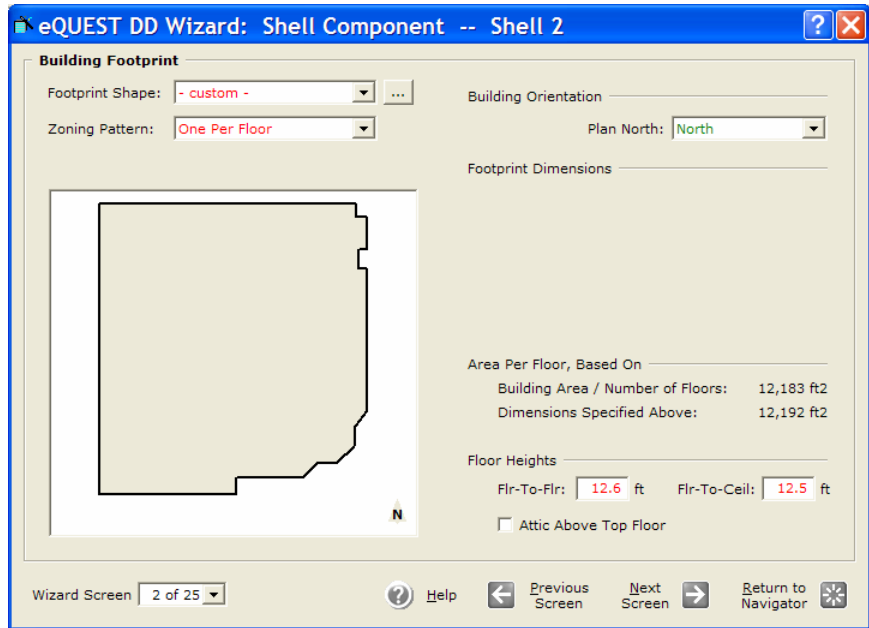 eQUEST DD Wizard: Shell Component -- Shell 2
Building Footprint
Footprint Shape: - custom - ...
Zoning Pattern: One Per Floor
Building Orientation
Plan North: North
Footprint Dimensions
N
Area Per Floor, Based On
Building Area / Number of Floors: 12,183 ft2
Dimensions Specified Above: 12,192 ft2
Floor Heights
Flr-To-Flr: 12.6 ft Flr-To-Ceil: 12.5 ft
Attic Above Top Floor
Wizard Screen 2 of 25
? Help
Previous Screen
Next Screen
Return to Navigator